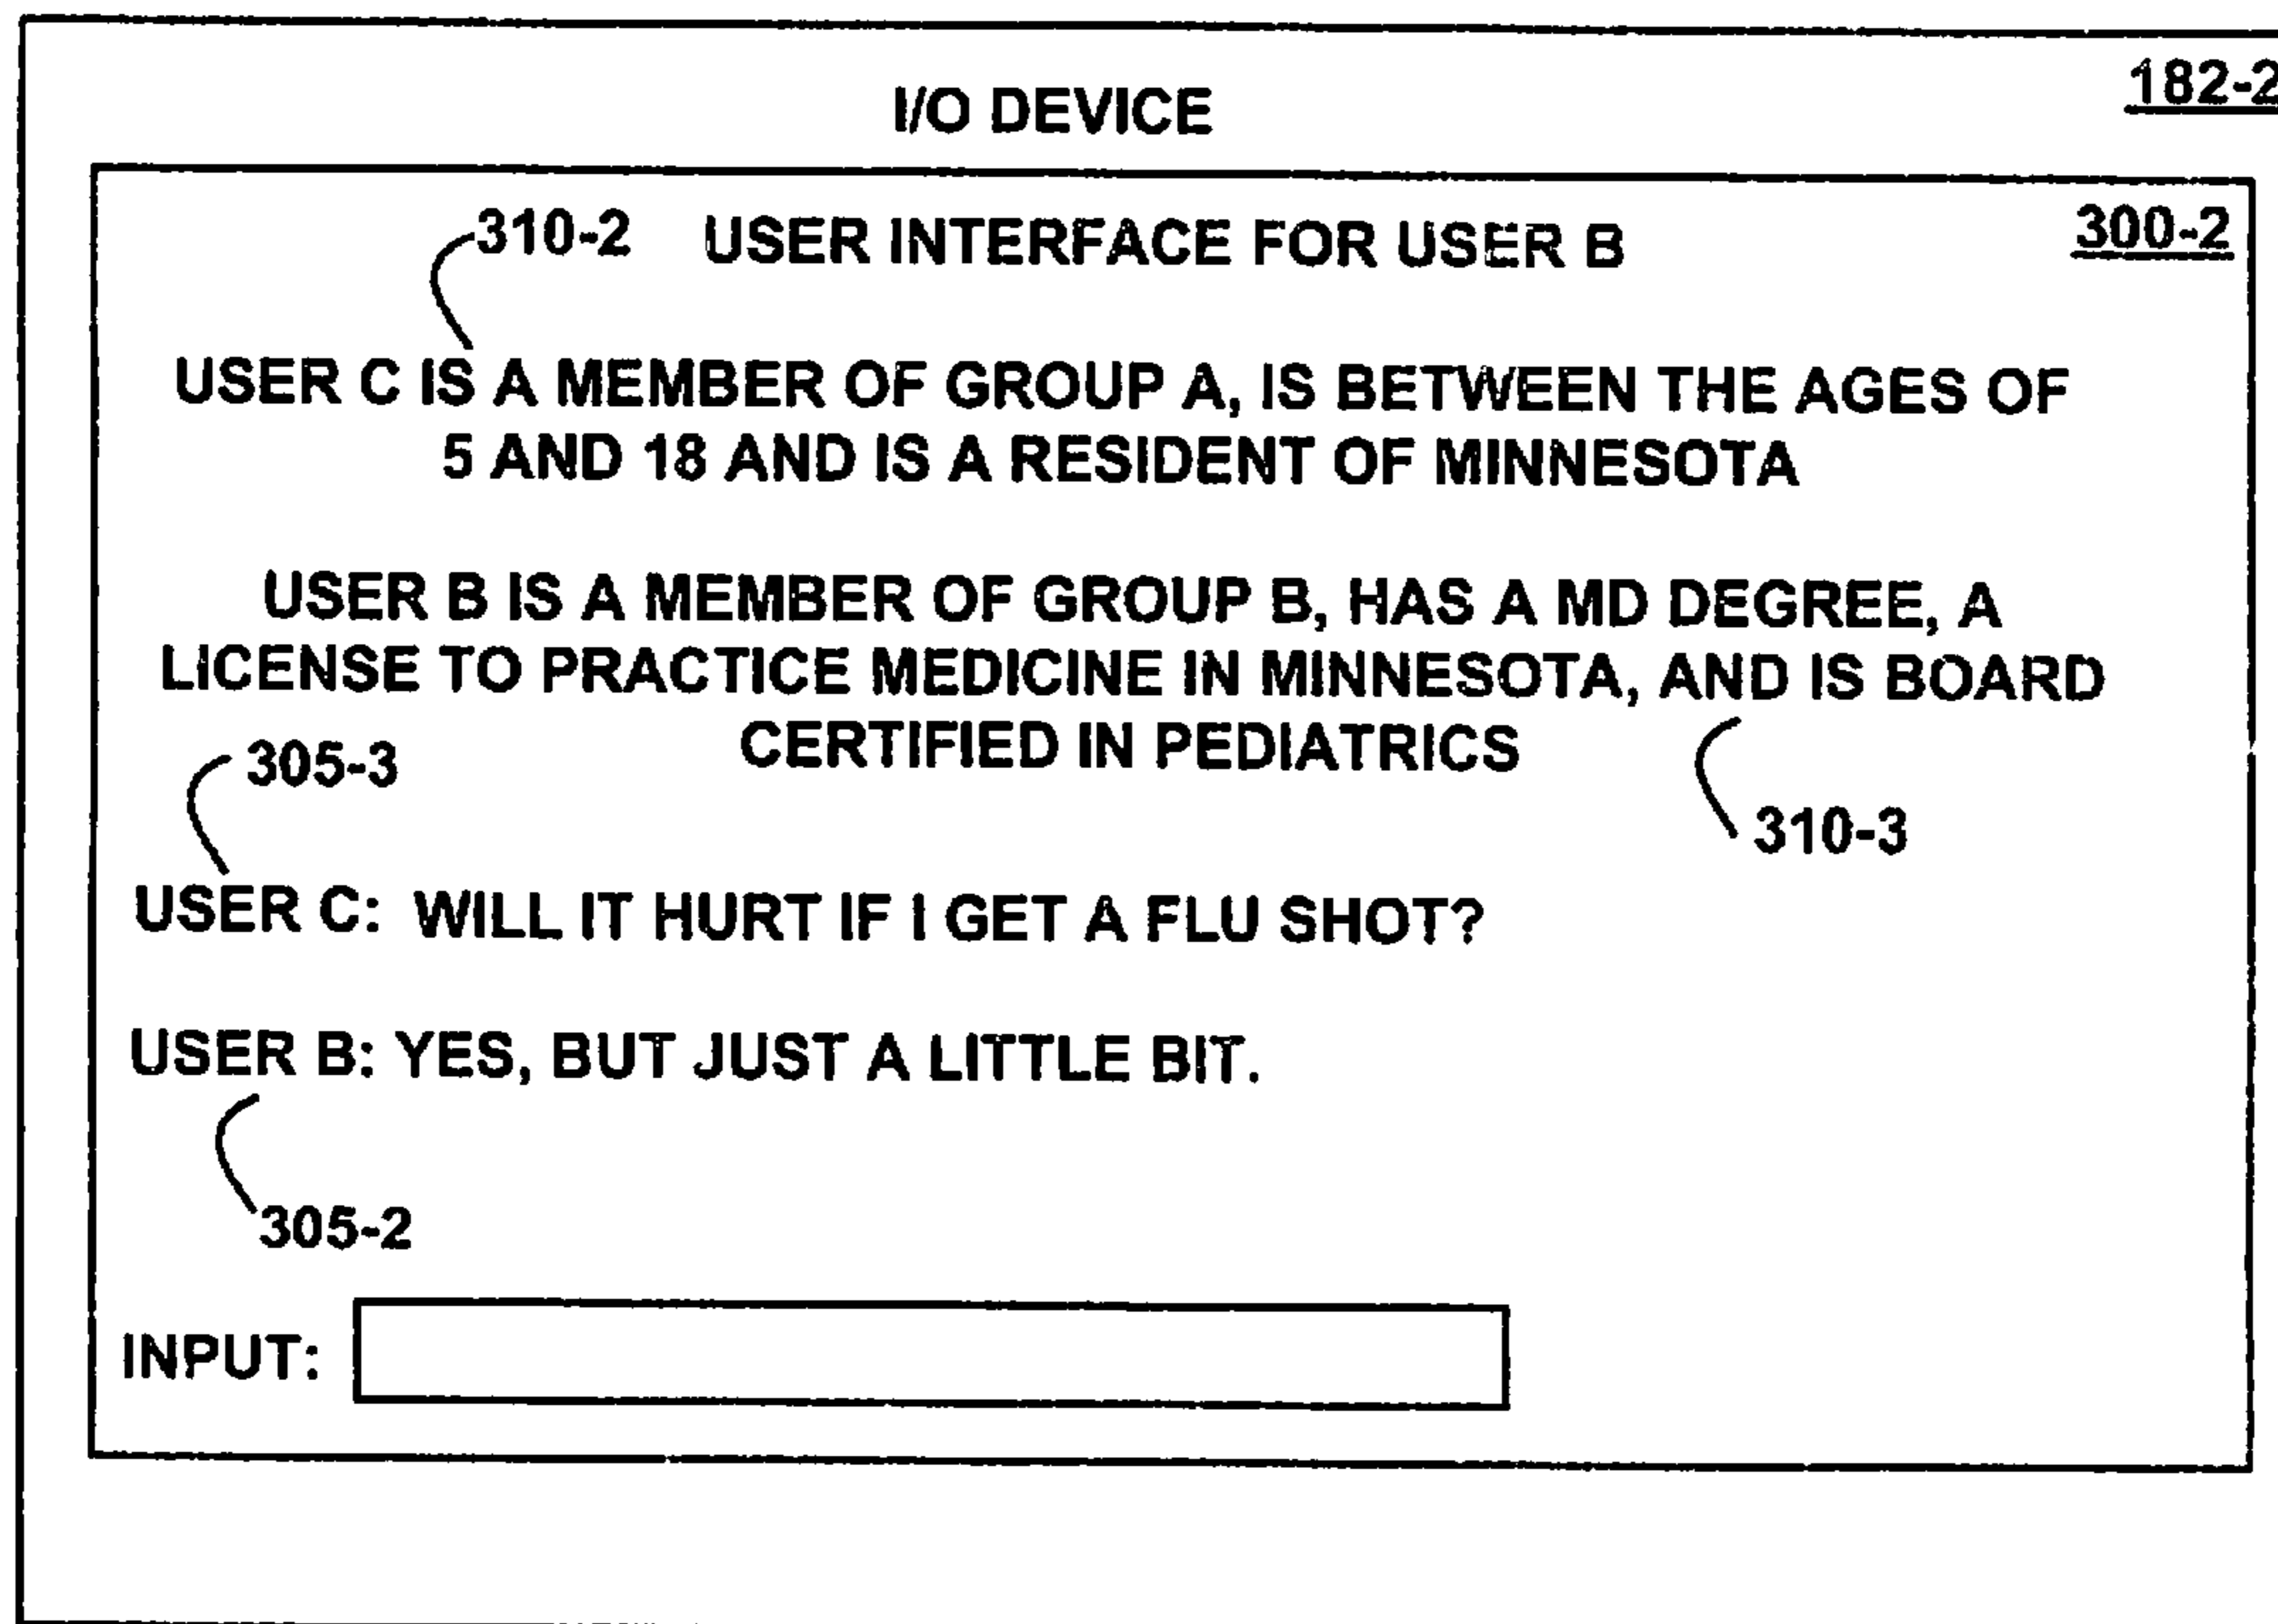 I/O DEVICE
182-2
310-2
USER INTERFACE FOR USER B
300-2
USER C IS A MEMBER OF GROUP A, IS BETWEEN THE AGES OF
5 AND 18 AND IS A RESIDENT OF MINNESOTA
USER B IS A MEMBER OF GROUP B, HAS A MD DEGREE, A
LICENSE TO PRACTICE MEDICINE IN MINNESOTA, AND IS BOARD
CERTIFIED IN PEDIATRICS
305-3
310-3
USER C: WILL IT HURT IF I GET A FLU SHOT?
USER B: YES, BUT JUST A LITTLE BIT.
305-2
INPUT: